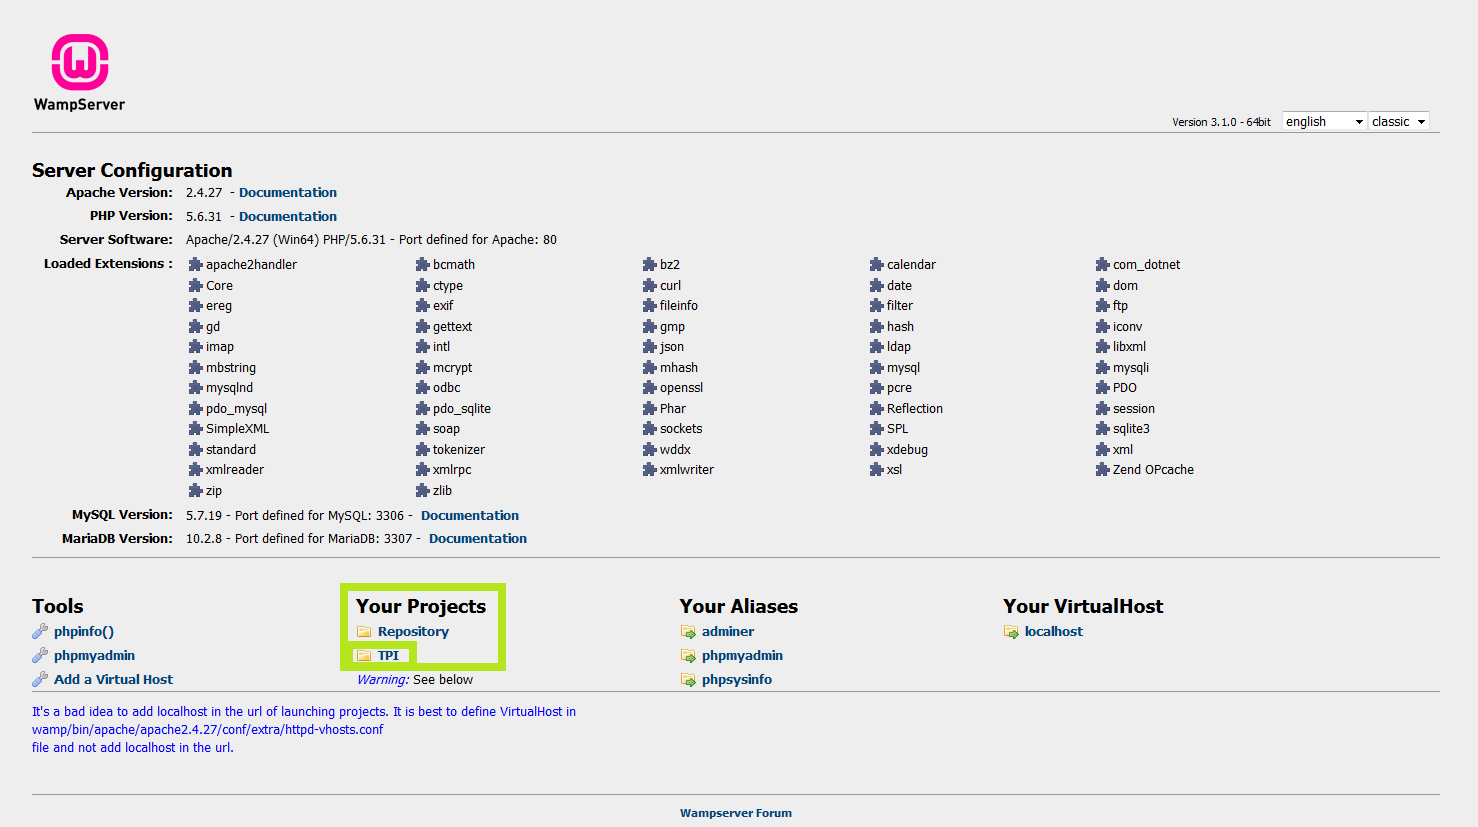 WampServer
Version 3.1.0 - 64bit english classic
Server Configuration
Apache Version: 2.4.27 - Documentation
PHP Version: 5.6.31 - Documentation
Server Software: Apache/2.4.27 (Win64) PHP/5.6.31 - Port defined for Apache: 80
Loaded Extensions : apache2handler bcmath bz2 calendar com_dotnet
Core ctype curl date dom
ereg exif fileinfo filter ftp
gd gettext gmp hash iconv
imap intl json ldap libxml
mbstring mcrypt mhash mysql mysqli
mysqlnd odbc openssl pcre PDO
pdo_mysql pdo_sqlite Phar Reflection session
SimpleXML soap sockets SPL sqlite3
standard tokenizer wddx xdebug xml
xmlreader xmlrpc xmlwriter xsl Zend OPcache
zip zlib
MySQL Version: 5.7.19 - Port defined for MySQL: 3306 - Documentation
MariaDB Version: 10.2.8 - Port defined for MariaDB: 3307 - Documentation
Tools
phpinfo()
phpmyadmin
Add a Virtual Host
Your Projects
Repository
TPI
Warning: See below
Your Aliases
adminer
phpmyadmin
phpsysinfo
Your VirtualHost
localhost
It's a bad idea to add localhost in the url of launching projects. It is best to define VirtualHost in
wamp/bin/apache/apache2.4.27/conf/extra/httpd-vhosts.conf
file and not add localhost in the url.
Wampserver Forum